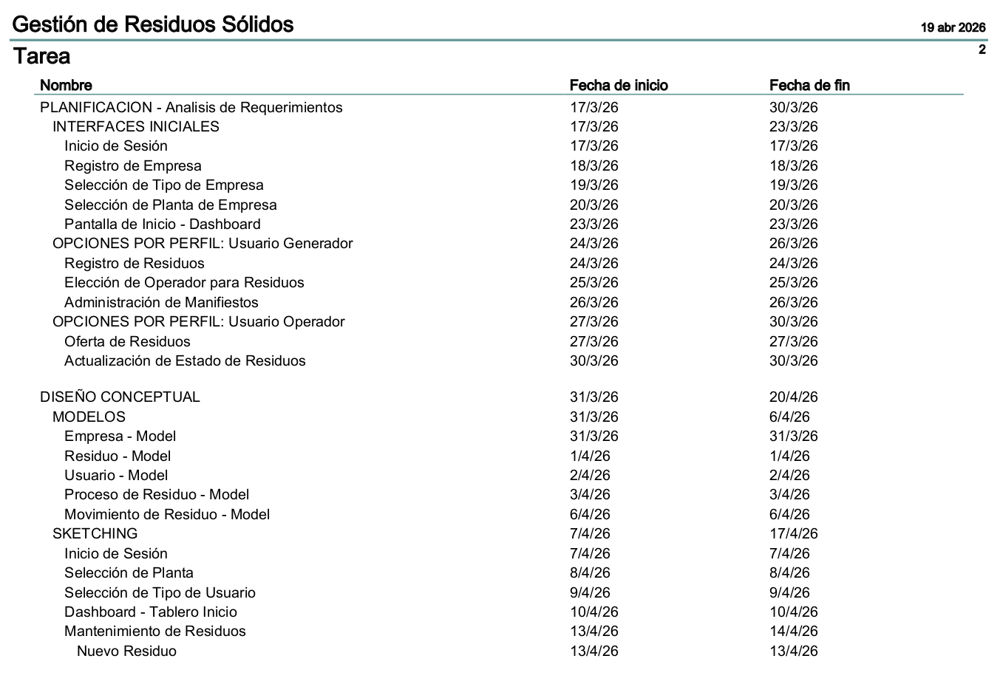 Gestión de Residuos Sólidos 19 abr 2026
Tarea 2
Nombre Fecha de inicio Fecha de fin
PLANIFICACION - Analisis de Requerimientos 17/3/26 30/3/26
INTERFACES INICIALES 17/3/26 23/3/26
Inicio de Sesión 17/3/26 17/3/26
Registro de Empresa 18/3/26 18/3/26
Selección de Tipo de Empresa 19/3/26 19/3/26
Selección de Planta de Empresa 20/3/26 20/3/26
Pantalla de Inicio - Dashboard 23/3/26 23/3/26
OPCIONES POR PERFIL: Usuario Generador 24/3/26 26/3/26
Registro de Residuos 24/3/26 24/3/26
Elección de Operador para Residuos 25/3/26 25/3/26
Administración de Manifiestos 26/3/26 26/3/26
OPCIONES POR PERFIL: Usuario Operador 27/3/26 30/3/26
Oferta de Residuos 27/3/26 27/3/26
Actualización de Estado de Residuos 30/3/26 30/3/26
DISEÑO CONCEPTUAL 31/3/26 20/4/26
MODELOS 31/3/26 6/4/26
Empresa - Model 31/3/26 31/3/26
Residuo - Model 1/4/26 1/4/26
Usuario - Model 2/4/26 2/4/26
Proceso de Residuo - Model 3/4/26 3/4/26
Movimiento de Residuo - Model 6/4/26 6/4/26
SKETCHING 7/4/26 17/4/26
Inicio de Sesión 7/4/26 7/4/26
Selección de Planta 8/4/26 8/4/26
Selección de Tipo de Usuario 9/4/26 9/4/26
Dashboard - Tablero Inicio 10/4/26 10/4/26
Mantenimiento de Residuos 13/4/26 14/4/26
Nuevo Residuo 13/4/26 13/4/26